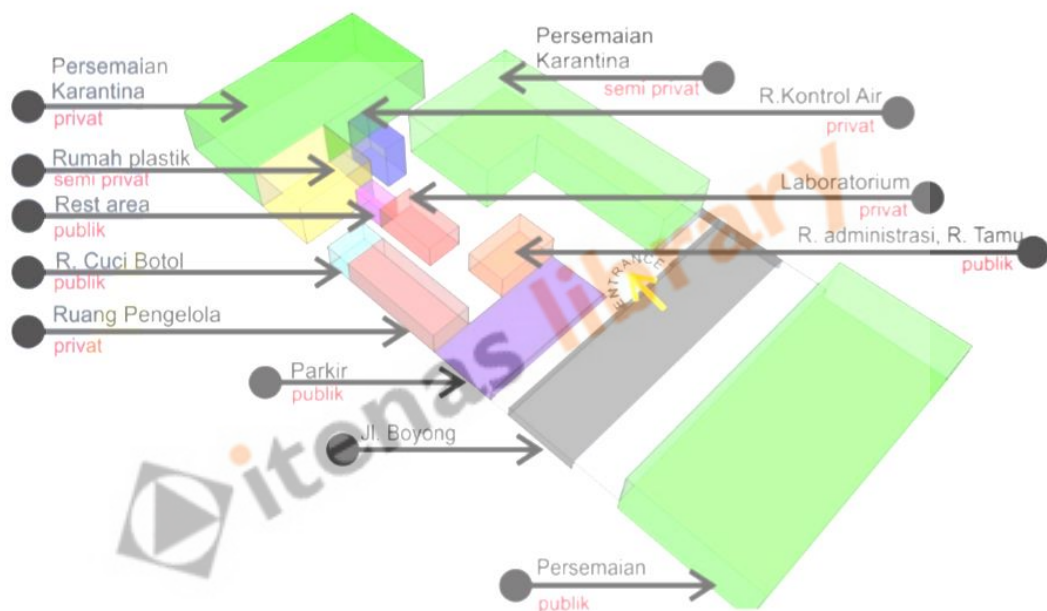 Persemaian
Karantina
privat
Persemaian
Karantina
semi privat
R.Kontrol Air
privat
Rumah plastik
semi privat
Laboratorium
privat
Rest area
publik
R. administrasi, R. Tamu
publik
R. Cuci Botol
publik
ENTRANCE
Ruang Pengelola
privat
Parkir
publik
Jl. Boyong
Persemaian
publik
itenas library